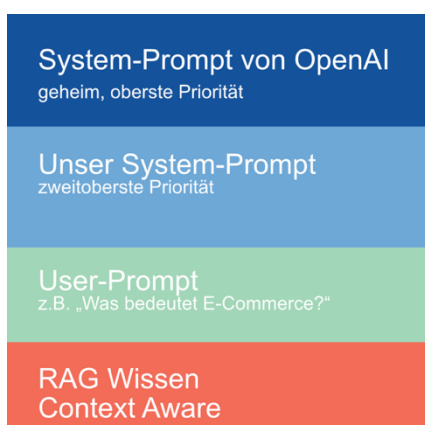 System-Prompt von OpenAI
geheim, oberste Priorität
Unser System-Prompt
zweitoberste Priorität
User-Prompt
z.B. „Was bedeutet E-Commerce?“
RAG Wissen
Context Aware